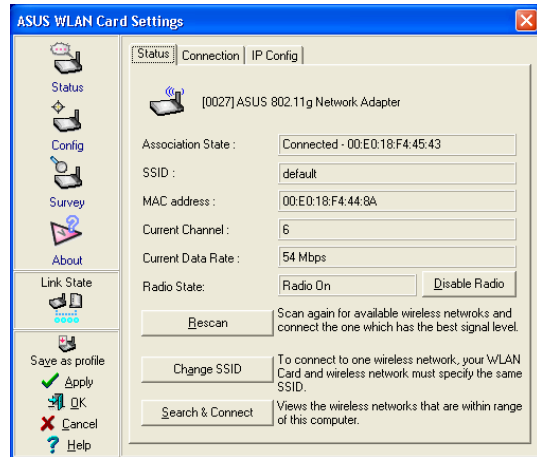 ASUS WLAN Card Settings
Status
Config
Survey
About
Link State
Save as profile
Apply
OK
Cancel
Help
Status Connection IP Config
[0027] ASUS 802.11g Network Adapter
Association State : Connected - 00:E0:18:F4:45:43
SSID : default
MAC address : 00:E0:18:F4:44:8A
Current Channel : 6
Current Data Rate : 54 Mbps
Radio State: Radio On Disable Radio
Rescan
Scan again for available wireless networks and
connect the one which has the best signal level.
Change SSID
To connect to one wireless network, your WLAN
Card and wireless network must specify the same
SSID.
Search & Connect
Views the wireless networks that are within range
of this computer.